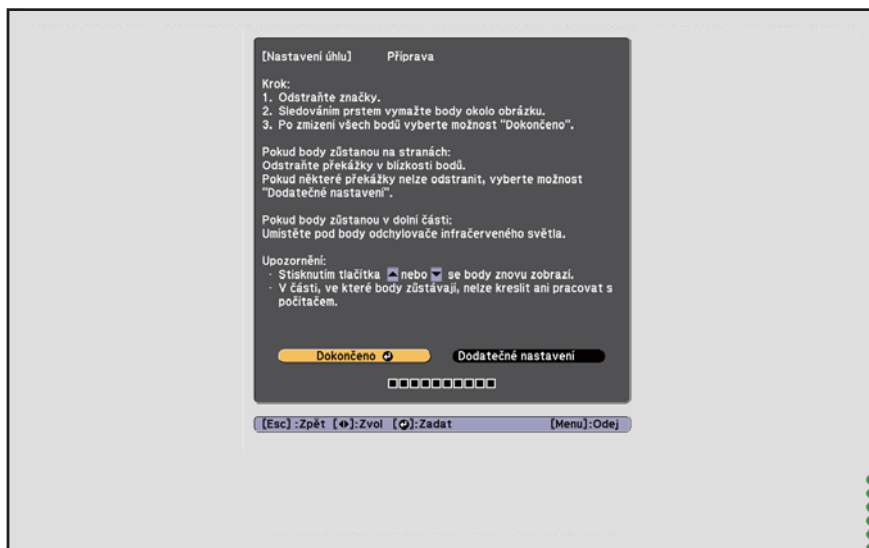 [Nastavení úhlu] Příprava
Krok:
1. Odstraňte značky.
2. Sledováním prstem vymažte body okolo obrázku.
3. Po zmizení všech bodů vyberte možnost "Dokončeno".
Pokud body zůstanou na stranách:
Odstraňte překážky v blízkosti bodů.
Pokud některé překážky nelze odstranit, vyberte možnost
"Dodatečné nastavení".
Pokud body zůstanou v dolní části:
Umístěte pod body odchylovače infračerveného světla.
Upozornění:
· Stisknutím tlačítka ▲ nebo ▼ se body znovu zobrazí.
· V části, ve které body zůstávají, nelze kreslit ani pracovat s
počítačem.
Dokončeno Dodatečné nastavení
[Esc] :Zpět [◆]:Zvol [⏎]:Zadat [Menu]:Odej